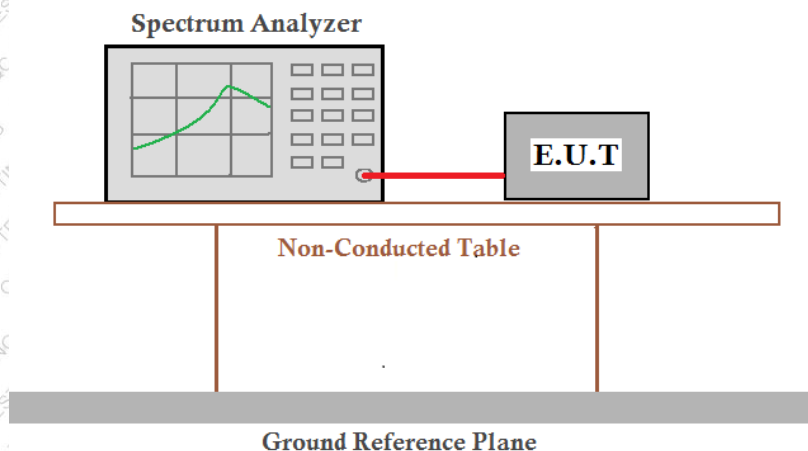 Spectrum Analyzer
E.U.T
Non-Conducted Table
Ground Reference Plane